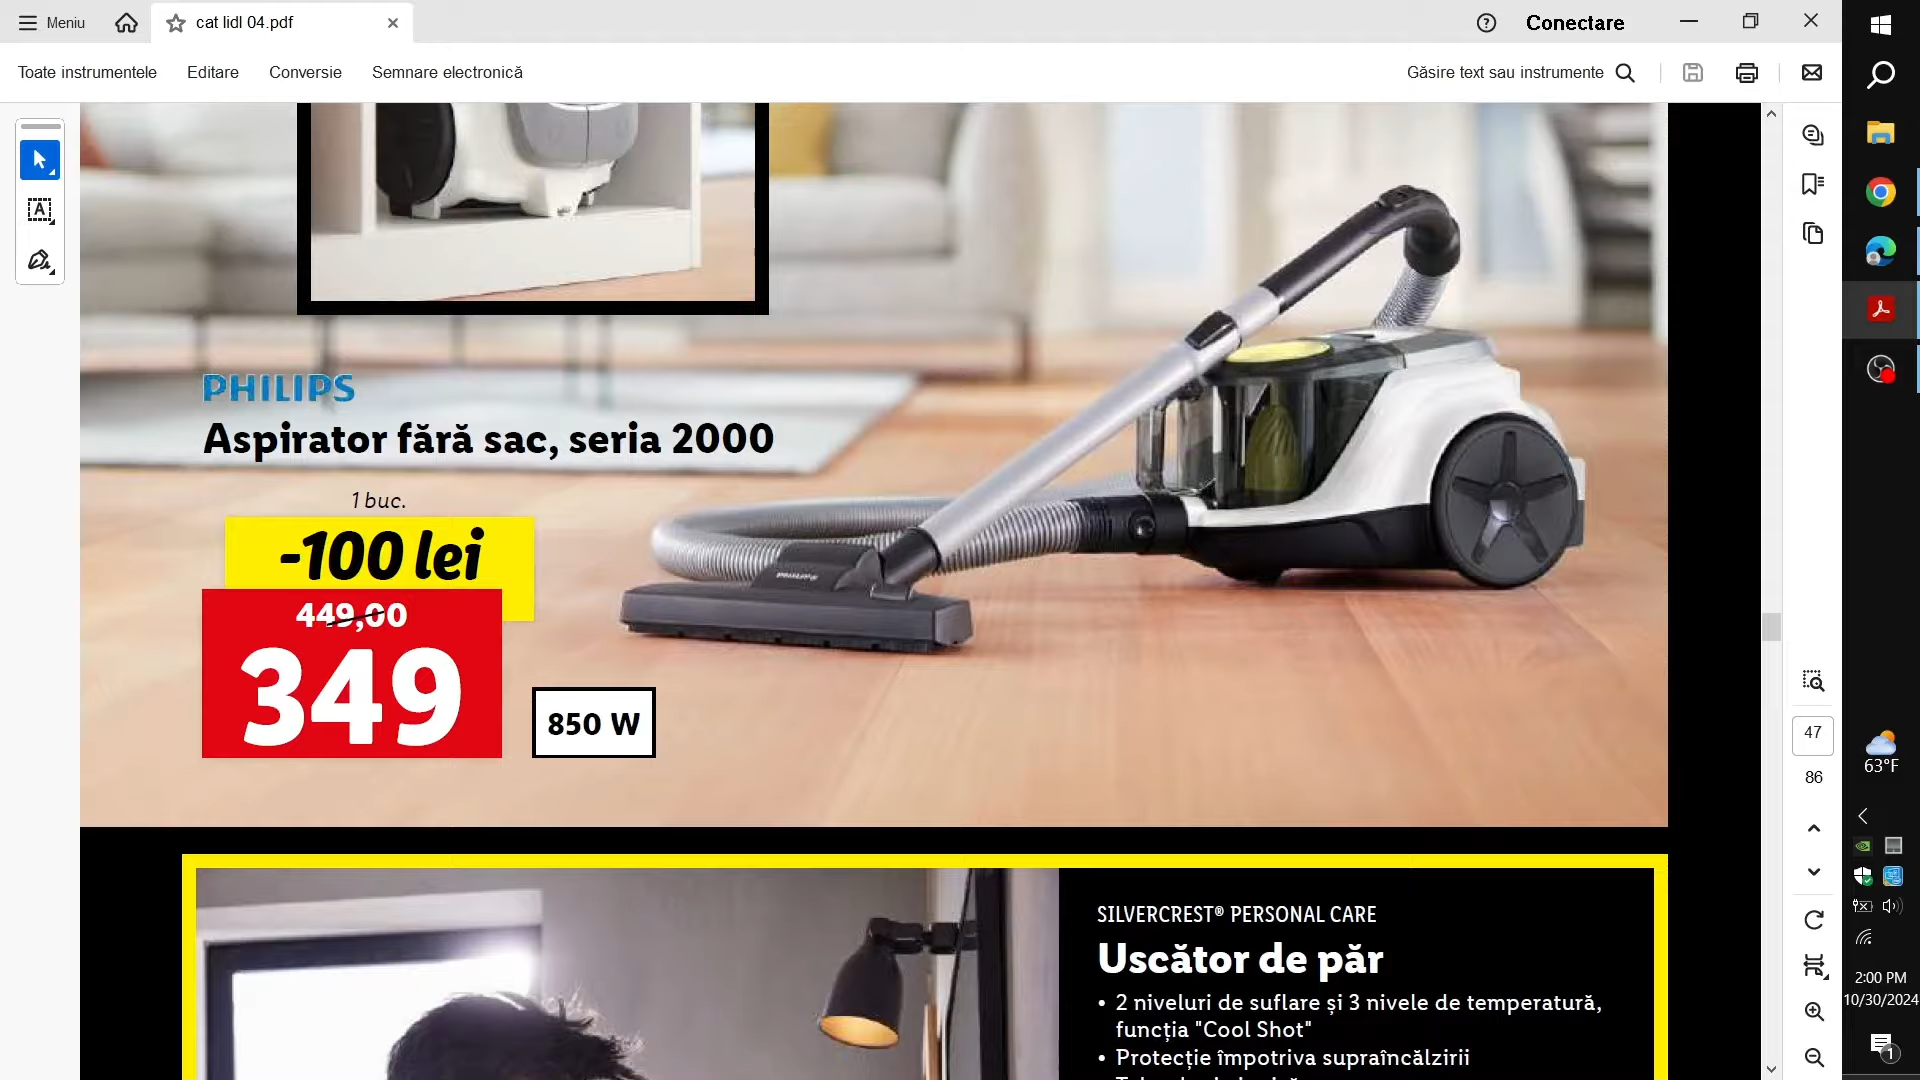 Meniu
cat lidl 04.pdf
Conectare
Toate instrumentele
Editare
Conversie
Semnare electronică
Găsire text sau instrumente
PHILIPS
Aspirator fără sac, seria 2000
1 buc.
-100 lei
449,00
349
850 W
PHILIPS
SILVERCREST® PERSONAL CARE
Uscător de păr
• 2 niveluri de suflare și 3 nivele de temperatură,
funcția "Cool Shot"
• Protecție împotriva supraîncălzirii
47
86
63°F
2:00 PM
10/30/2024
1